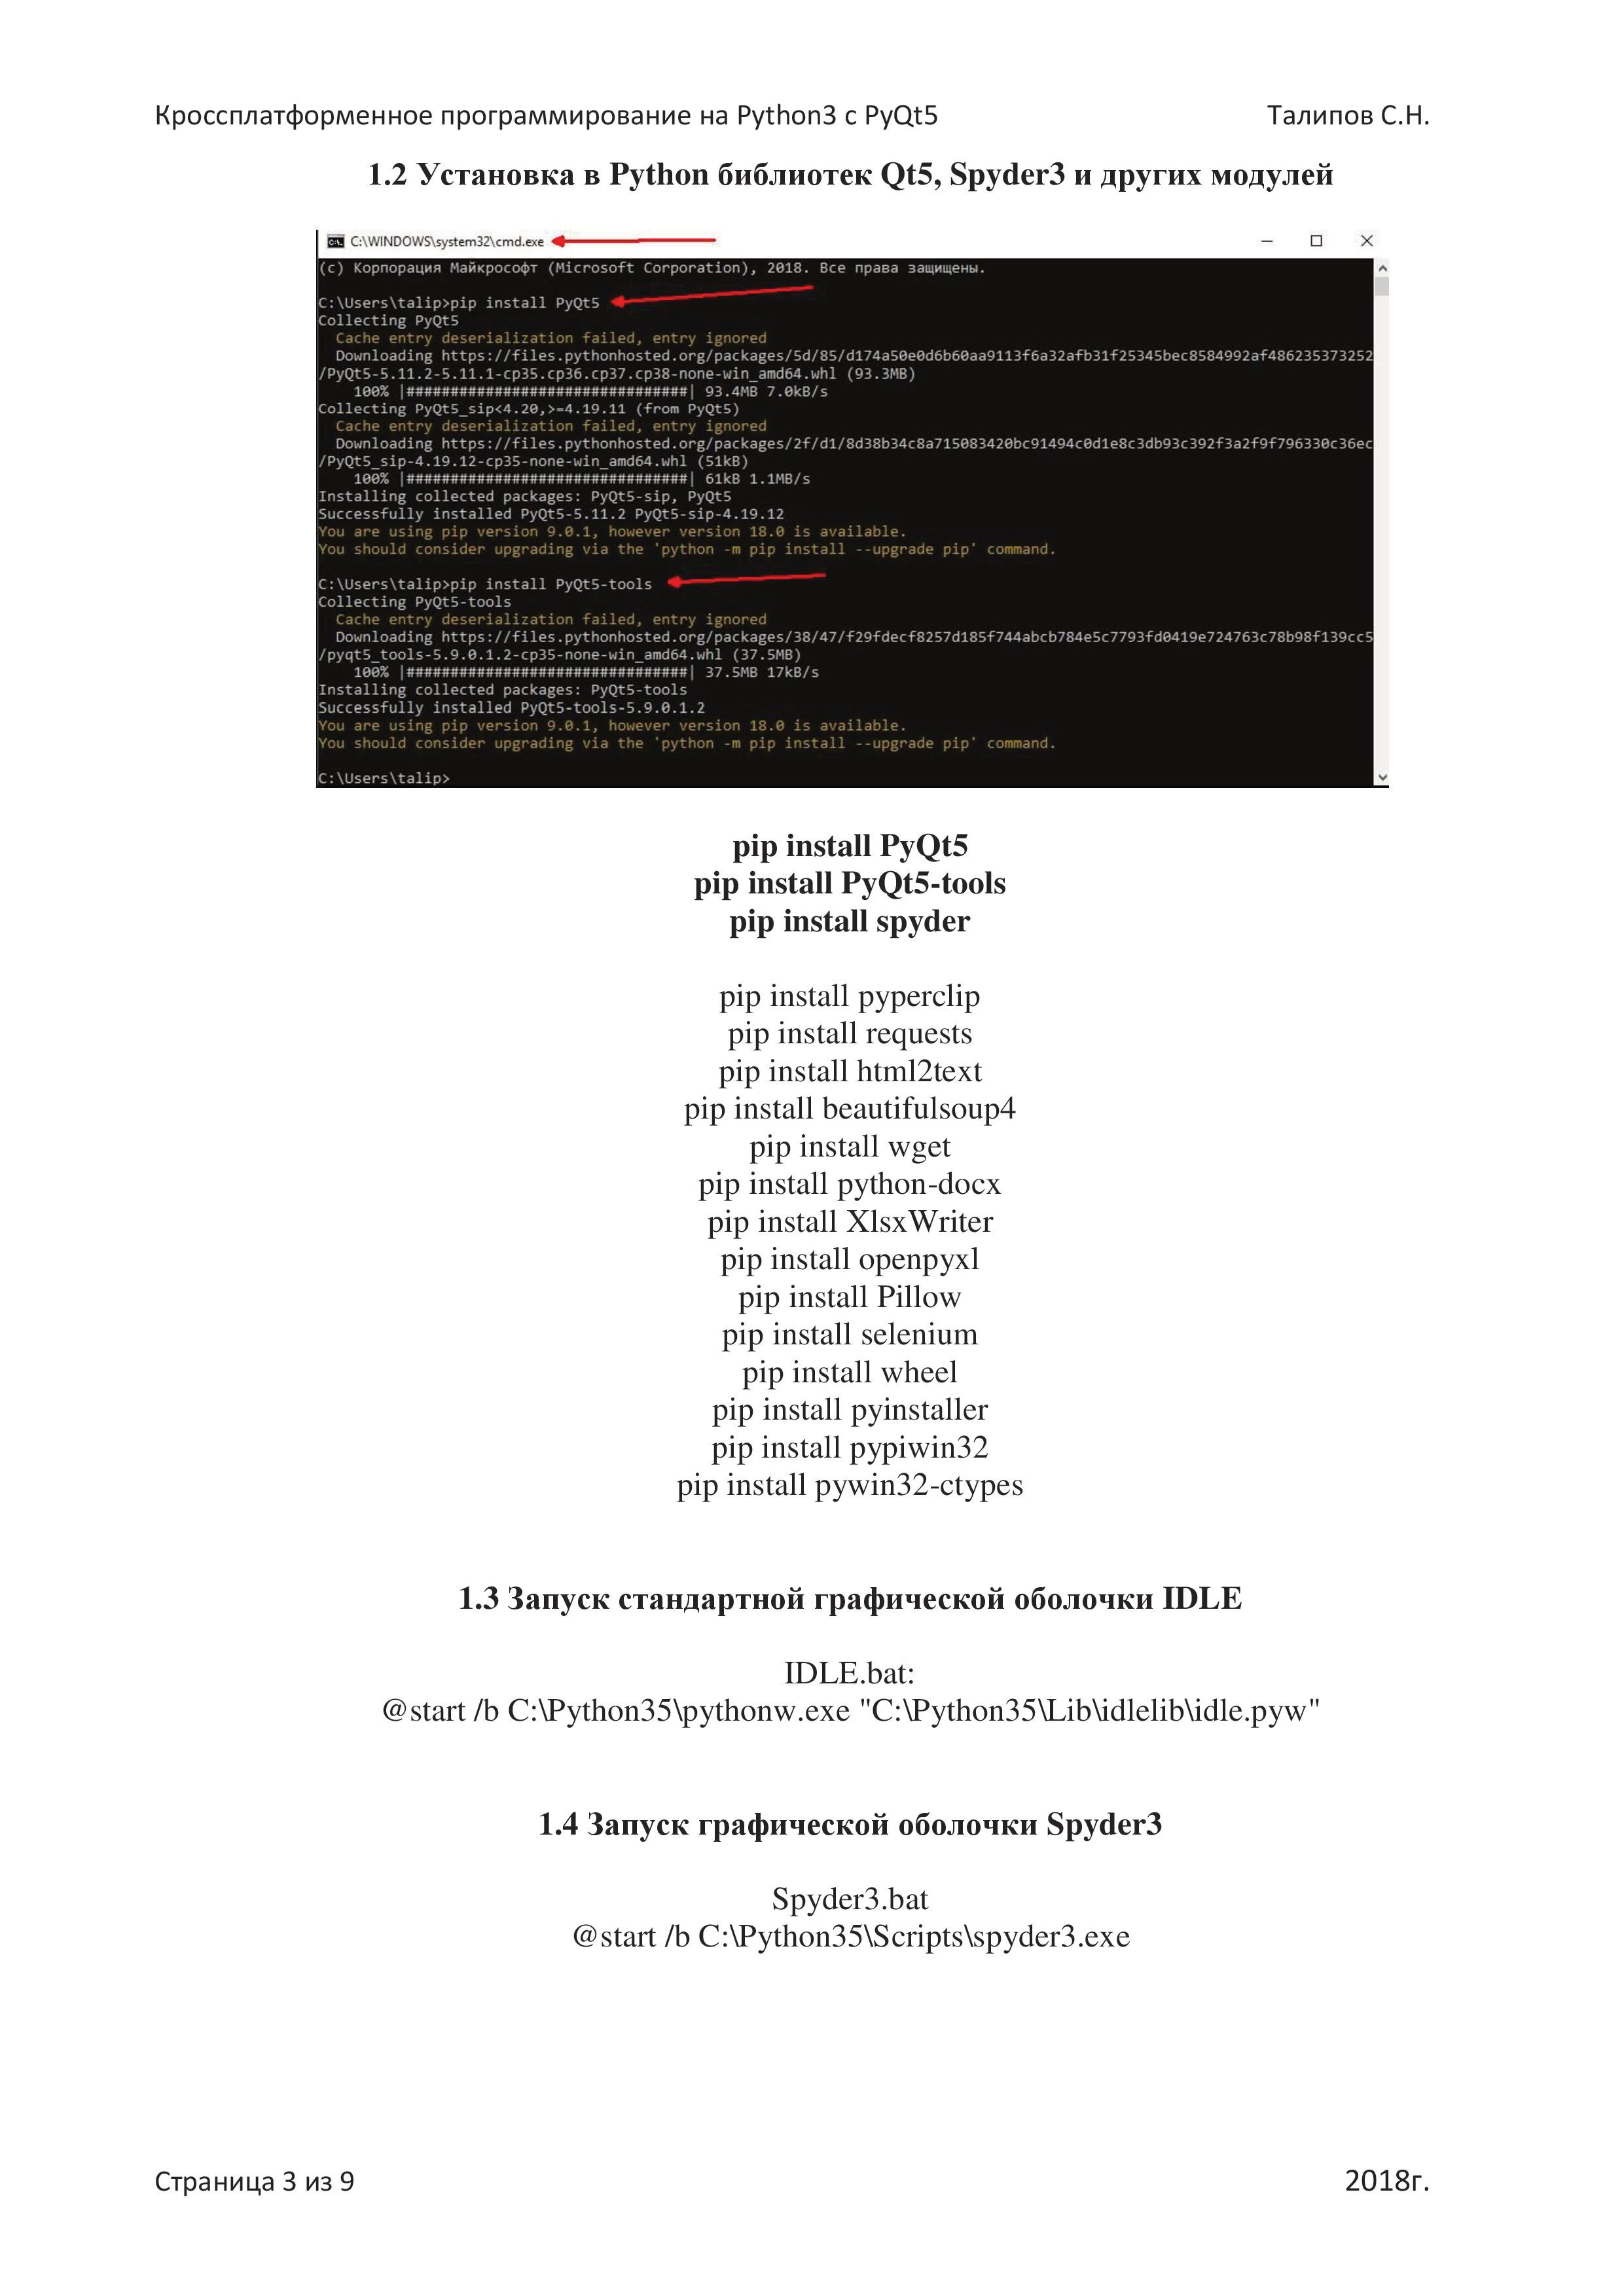 Кроссплатформенное программирование на Python3 с PyQt5 Талипов С.Н.
1.2 Установка в Python библиотек Qt5, Spyder3 и других модулей
C:\WINDOWS\system32\cmd.exe
(c) Корпорация Майкрософт (Microsoft Corporation), 2018. Все права защищены.
C:\Users\talip>pip install PyQt5
Collecting PyQt5
Cache entry deserialization failed, entry ignored
Downloading https://files.pythonhosted.org/packages/5d/85/d174a50e0d6b60aa9113f6a32afb31f25345bec8584992af486235373252
/PyQt5-5.11.2-5.11.1-cp35.cp36.cp37.cp38-none-win_amd64.whl (93.3MB)
100% |################################| 93.4MB 7.0kB/s
Collecting PyQt5_sip<4.20,>=4.19.11 (from PyQt5)
Cache entry deserialization failed, entry ignored
Downloading https://files.pythonhosted.org/packages/2f/d1/8d38b34c8a715083420bc91494c0d1e8c3db93c392f3a2f9f796330c36ec
/PyQt5_sip-4.19.12-cp35-none-win_amd64.whl (51kB)
100% |################################| 61kB 1.1MB/s
Installing collected packages: PyQt5-sip, PyQt5
Successfully installed PyQt5-5.11.2 PyQt5-sip-4.19.12
You are using pip version 9.0.1, however version 18.0 is available.
You should consider upgrading via the 'python -m pip install --upgrade pip' command.
C:\Users\talip>pip install PyQt5-tools
Collecting PyQt5-tools
Cache entry deserialization failed, entry ignored
Downloading https://files.pythonhosted.org/packages/38/47/f29fdecf8257d185f744abcb784e5c7793fd0419e724763c78b98f139cc5
/pyqt5_tools-5.9.0.1.2-cp35-none-win_amd64.whl (37.5MB)
100% |################################| 37.5MB 17kB/s
Installing collected packages: PyQt5-tools
Successfully installed PyQt5-tools-5.9.0.1.2
You are using pip version 9.0.1, however version 18.0 is available.
You should consider upgrading via the 'python -m pip install --upgrade pip' command.
C:\Users\talip>
pip install PyQt5
pip install PyQt5-tools
pip install spyder
pip install pyperclip
pip install requests
pip install html2text
pip install beautifulsoup4
pip install wget
pip install python-docx
pip install XlsxWriter
pip install openpyxl
pip install Pillow
pip install selenium
pip install wheel
pip install pyinstaller
pip install pypiwin32
pip install pywin32-ctypes
1.3 Запуск стандартной графической оболочки IDLE
IDLE.bat:
@start /b C:\Python35\pythonw.exe "C:\Python35\Lib\idlelib\idle.pyw"
1.4 Запуск графической оболочки Spyder3
Spyder3.bat
@start /b C:\Python35\Scripts\spyder3.exe
Страница 3 из 9 2018г.